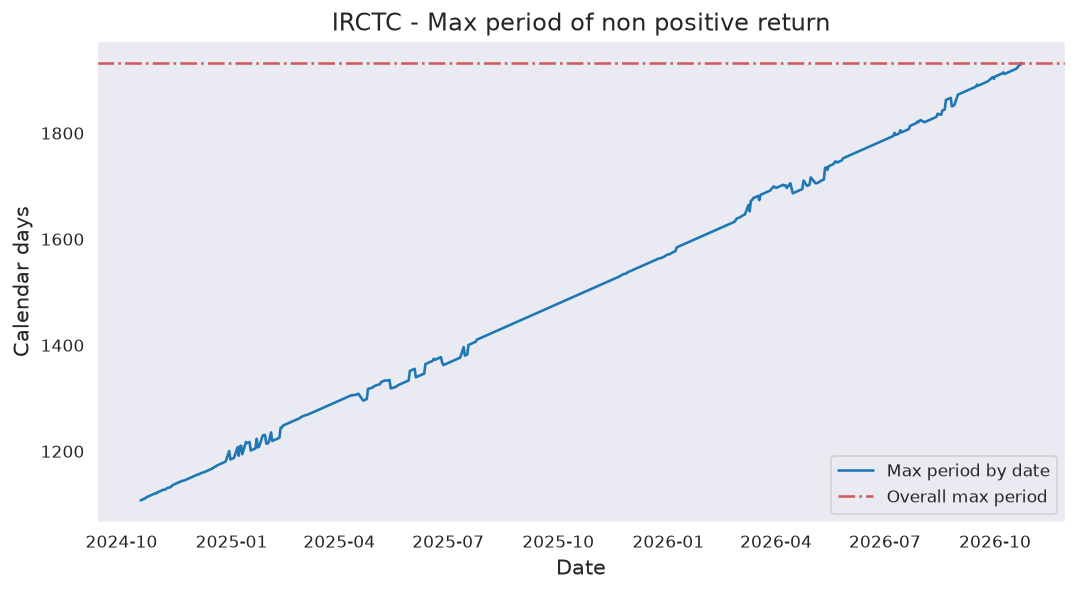 IRCTC - Max period of non positive return
Calendar days
1800
1600
1400
1200
Max period by date
Overall max period
2024-10 2025-01 2025-04 2025-07 2025-10 2026-01 2026-04 2026-07 2026-10
Date